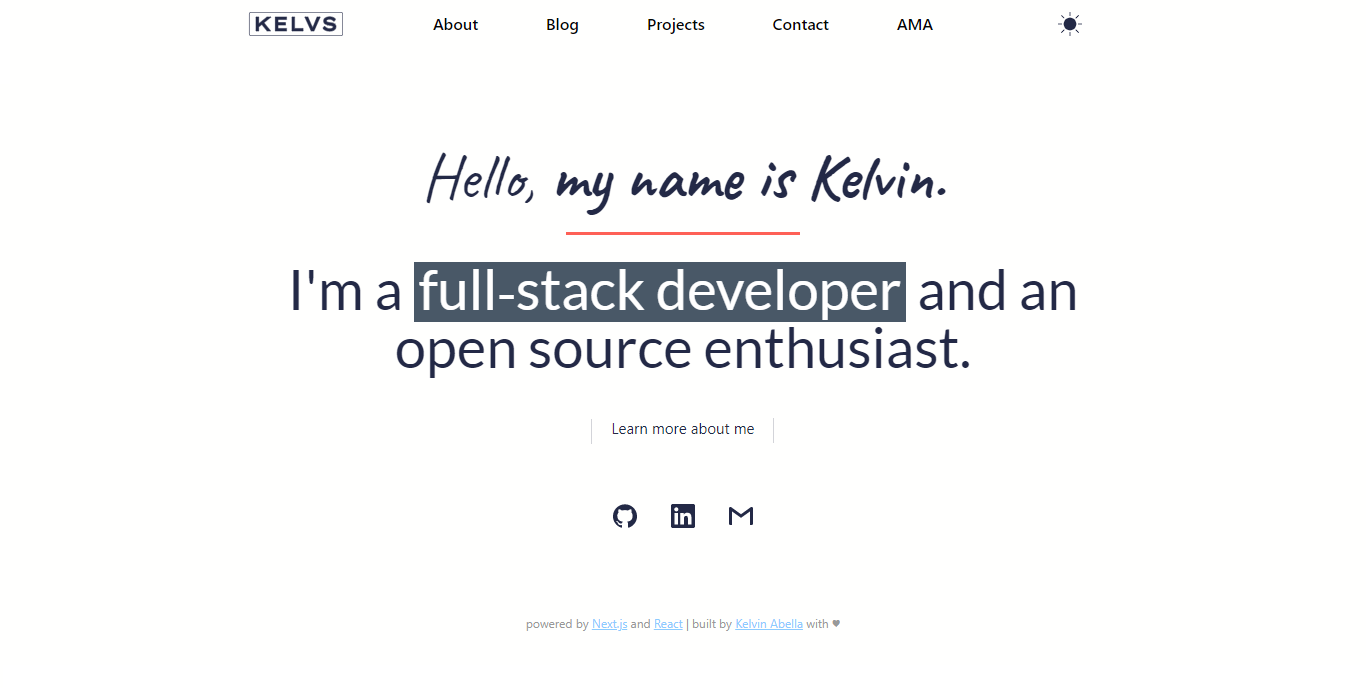 KELVS About Blog Projects Contact AMA
Hello, my name is Kelvin.
I'm a full-stack developer and an
open source enthusiast.
Learn more about me
in
powered by Next.js and React | built by Kelvin Abella with ♥